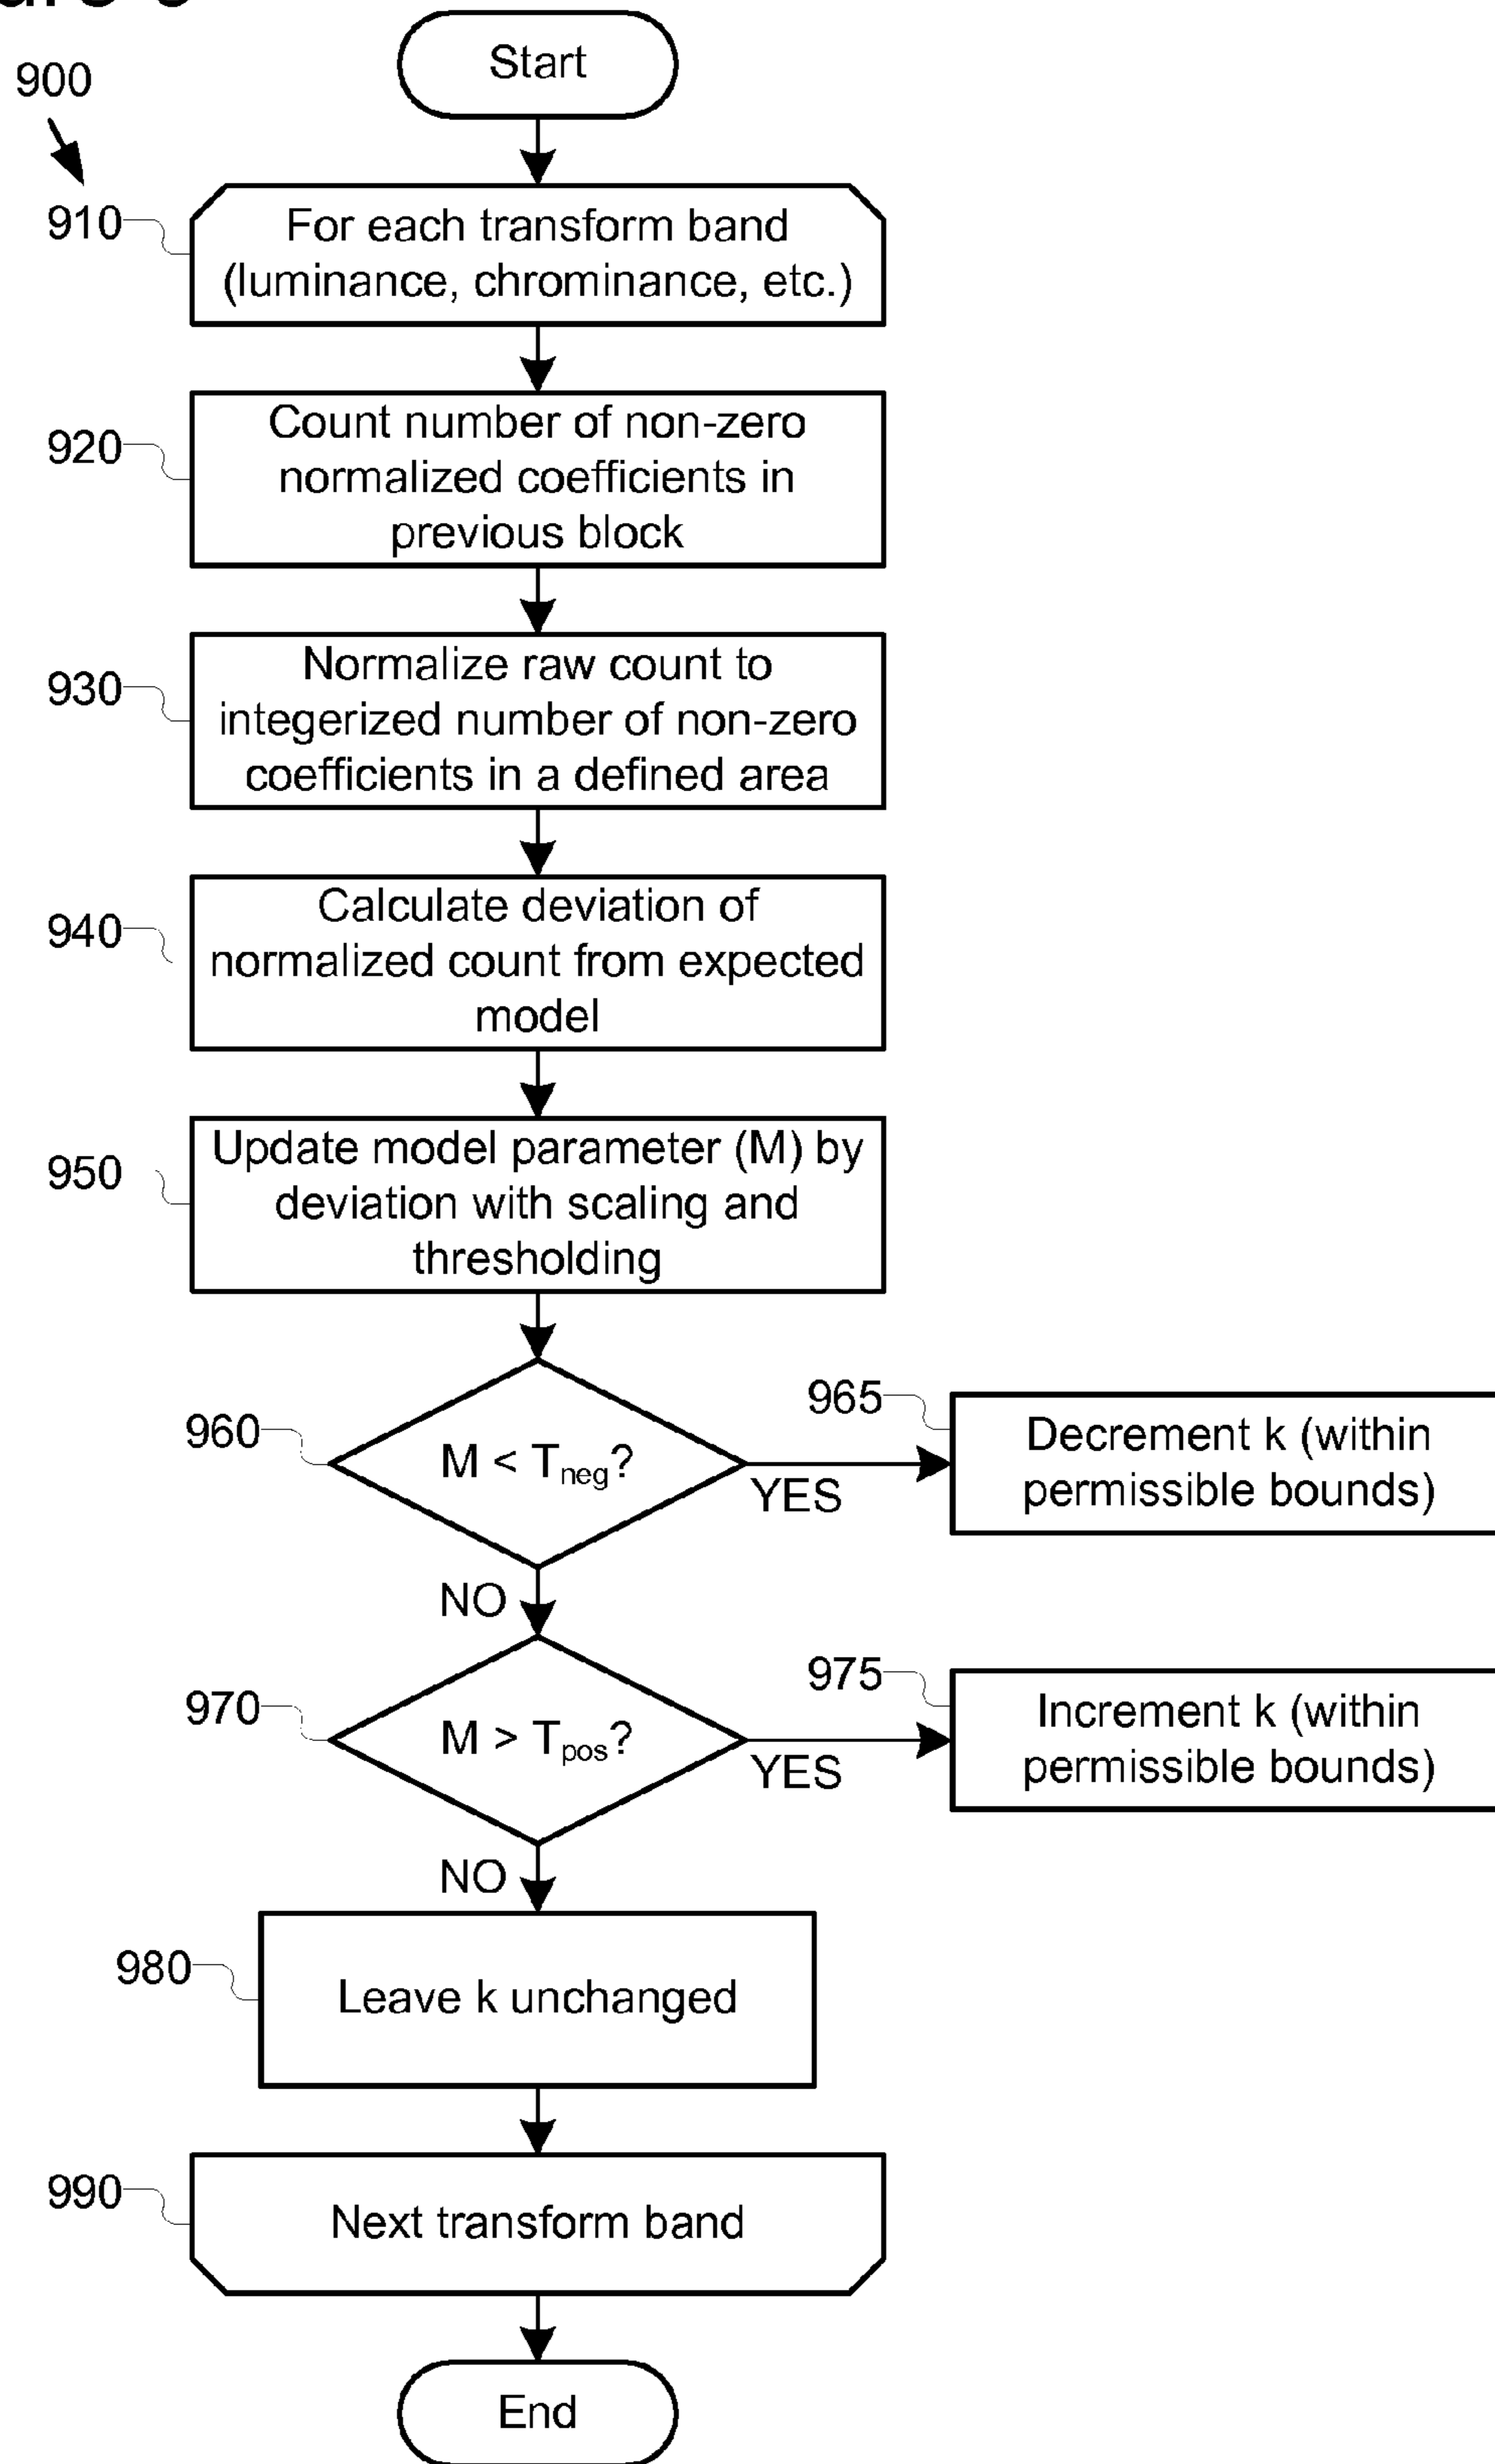 900
Start
910
For each transform band
(luminance, chrominance, etc.)
920
Count number of non-zero
normalized coefficients in
previous block
930
Normalize raw count to
integerized number of non-zero
coefficients in a defined area
940
Calculate deviation of
normalized count from expected
model
950
Update model parameter (M) by
deviation with scaling and
thresholding
960
M < Tneg?
YES
965
Decrement k (within
permissible bounds)
NO
970
M > Tpos?
YES
975
Increment k (within
permissible bounds)
NO
980
Leave k unchanged
990
Next transform band
End